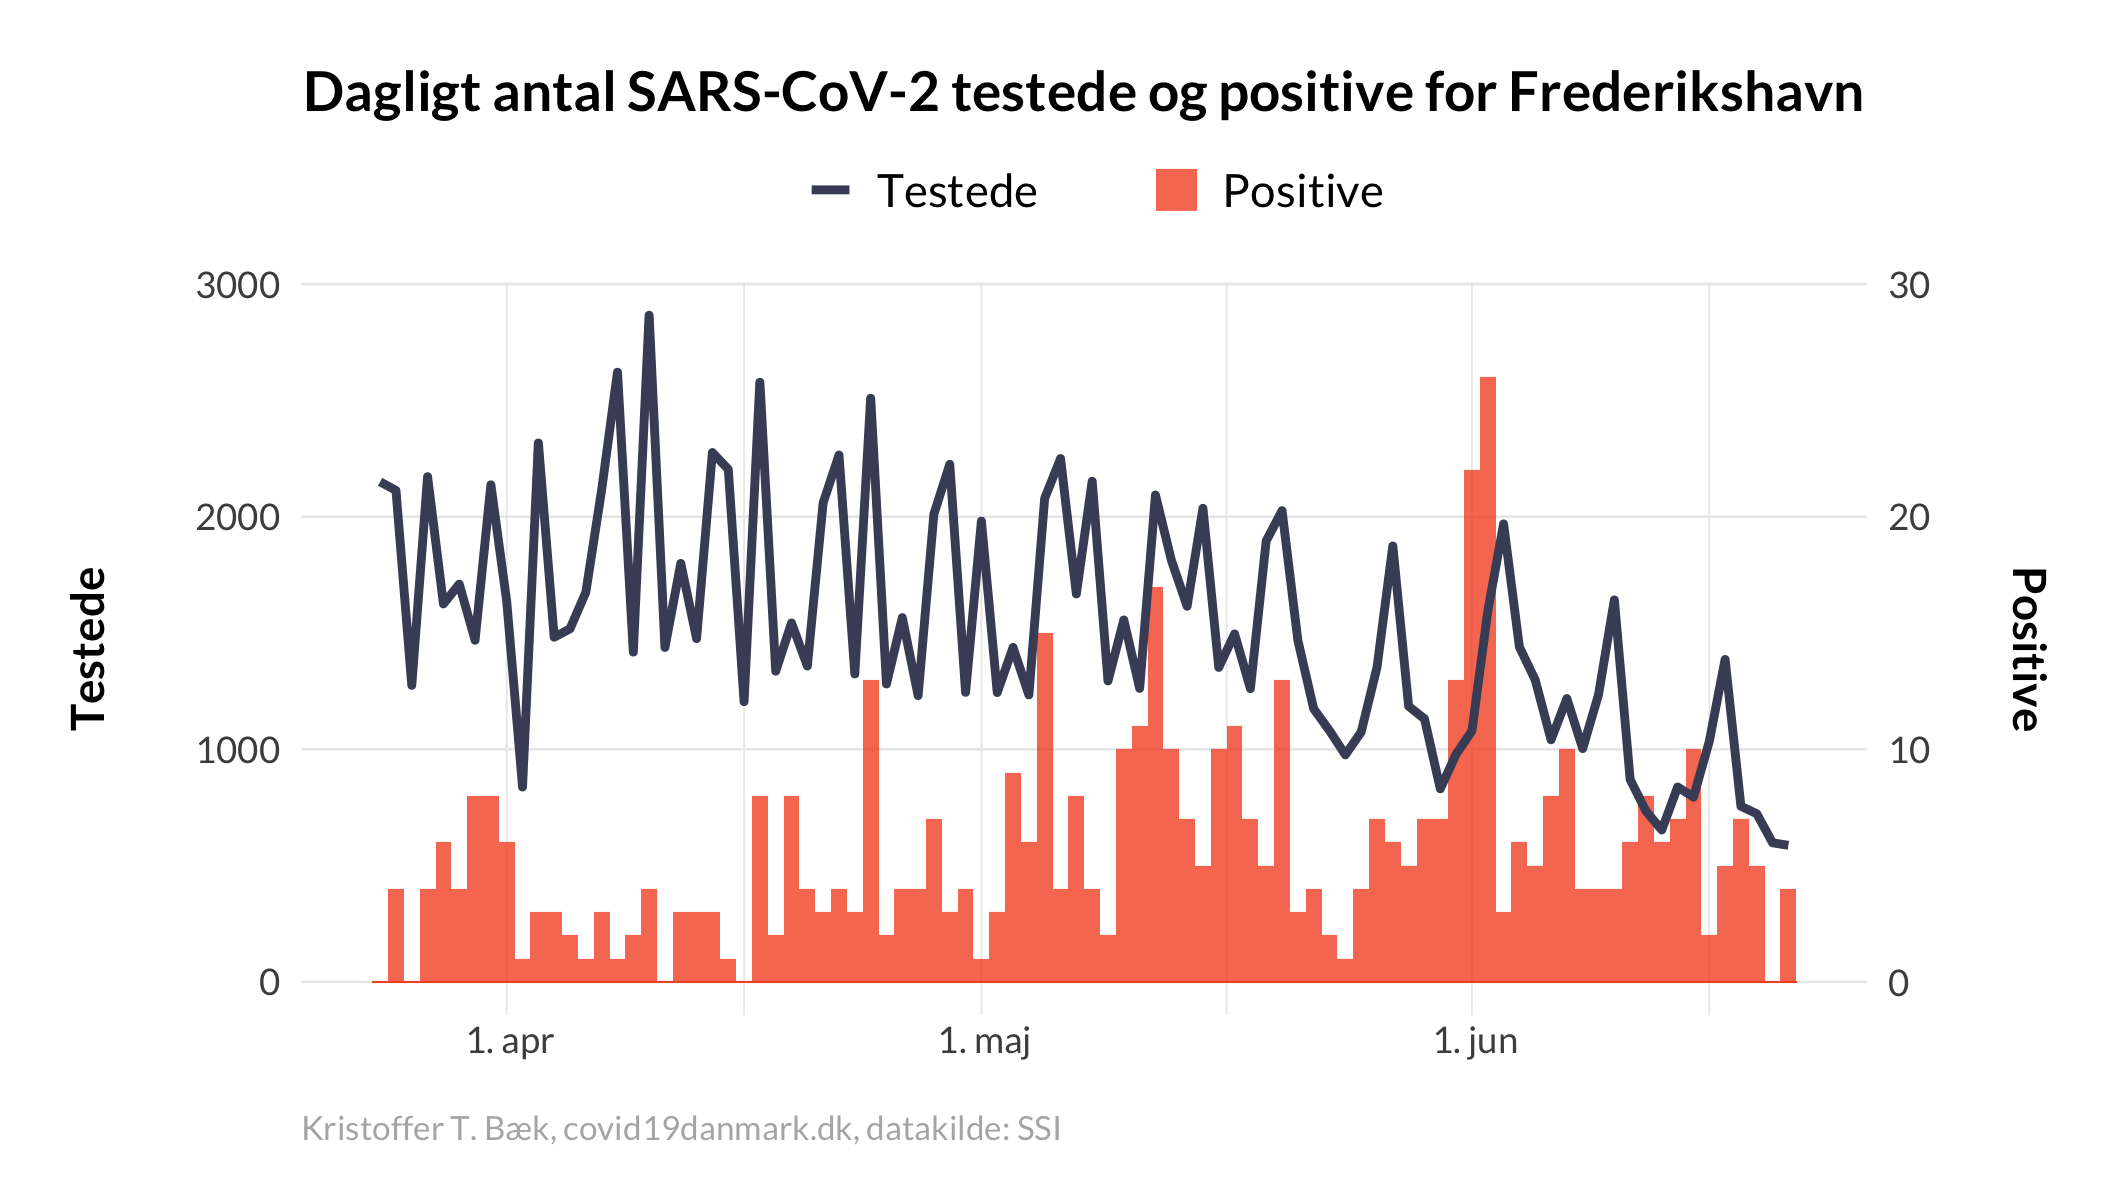 Dagligt antal SARS-CoV-2 testede og positive for Frederikshavn
Testede
Positive
3000
30
2000
20
1000
10
0
0
Testede
Positive
1. apr
1. maj
1. jun
Kristoffer T. Bæk, covid19danmark.dk, datakilde: SSI